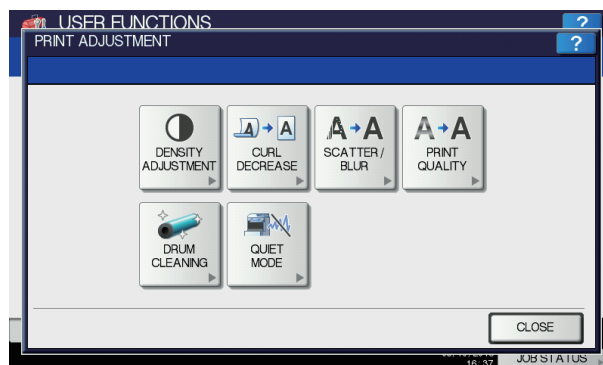 USER FUNCTIONS
?
PRINT ADJUSTMENT
?
DENSITY
ADJUSTMENT
A A
CURL
DECREASE
A A
SCATTER/
BLUR
A A
PRINT
QUALITY
DRUM
CLEANING
QUIET
MODE
CLOSE
16:37
JOB STATUS